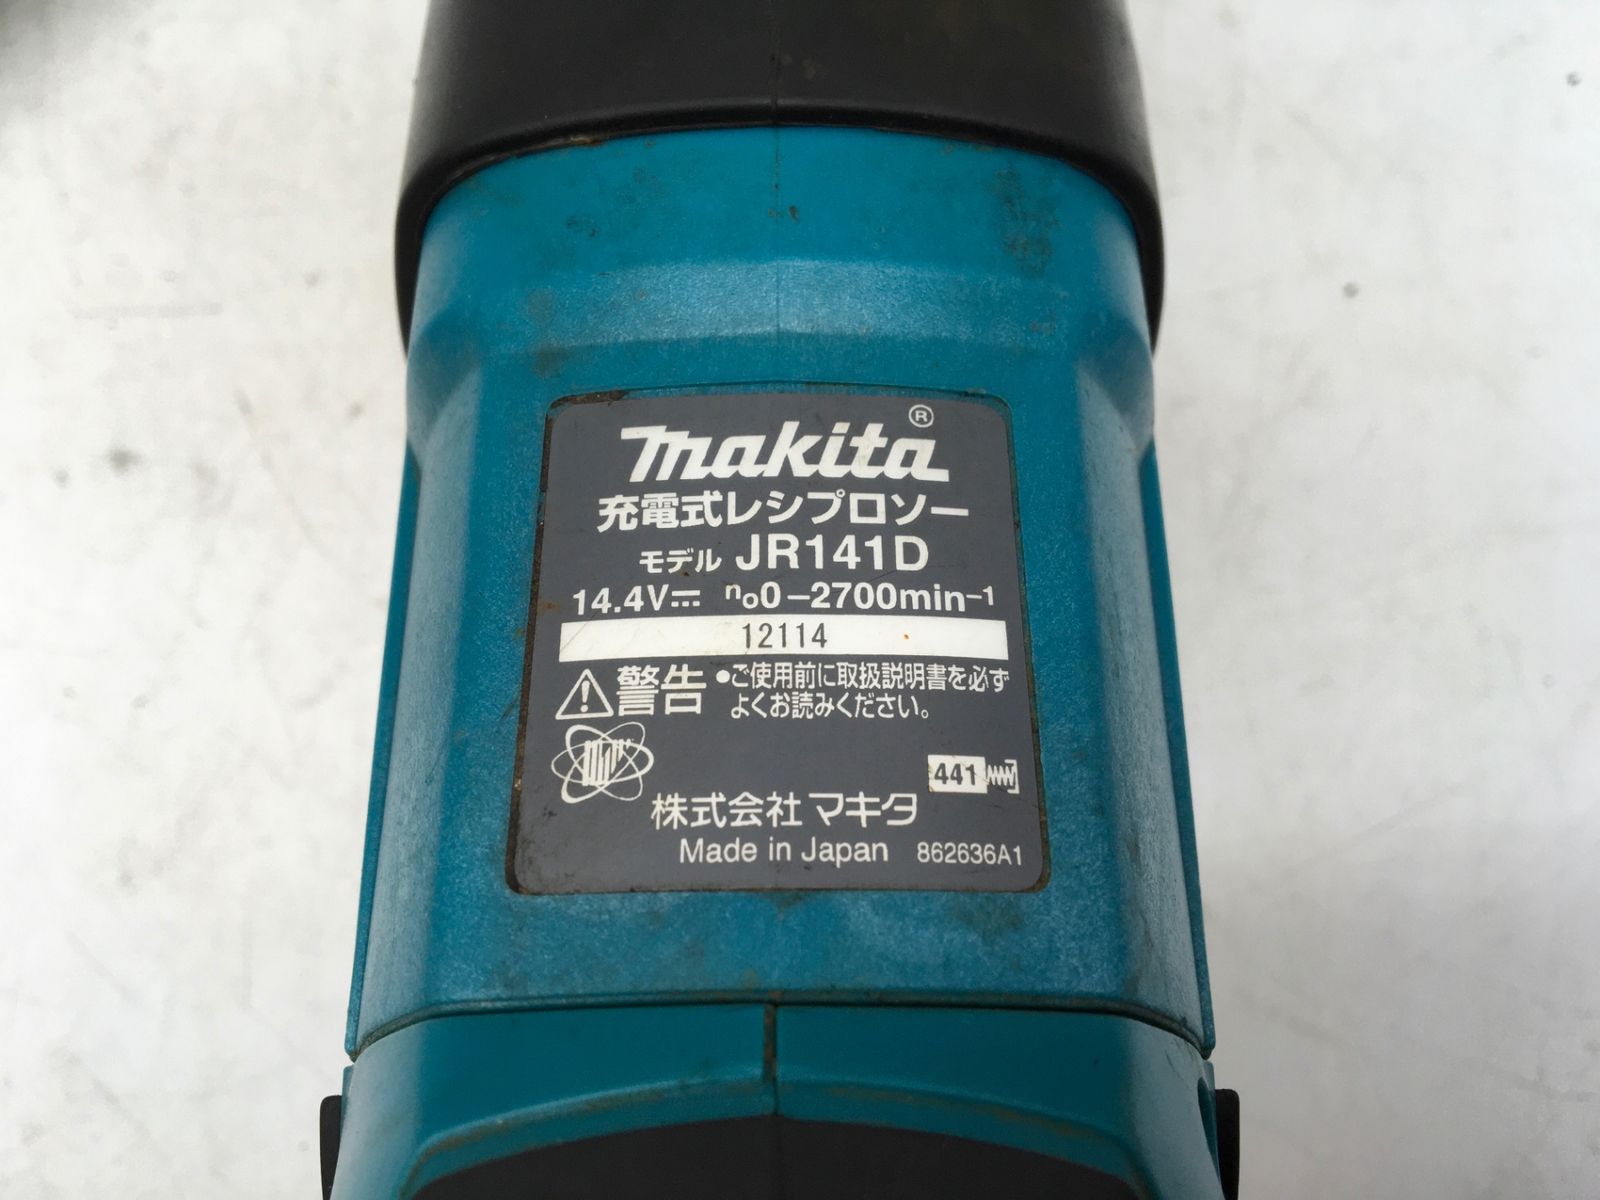 makita®
充電式レシプロソー
モデル JR141D
14.4V⎓ n₀0–2700min⁻¹
12114
警告 •ご使用前に取扱説明書を必ず
よくお読みください。
441
株式会社マキタ
Made in Japan 862636A1